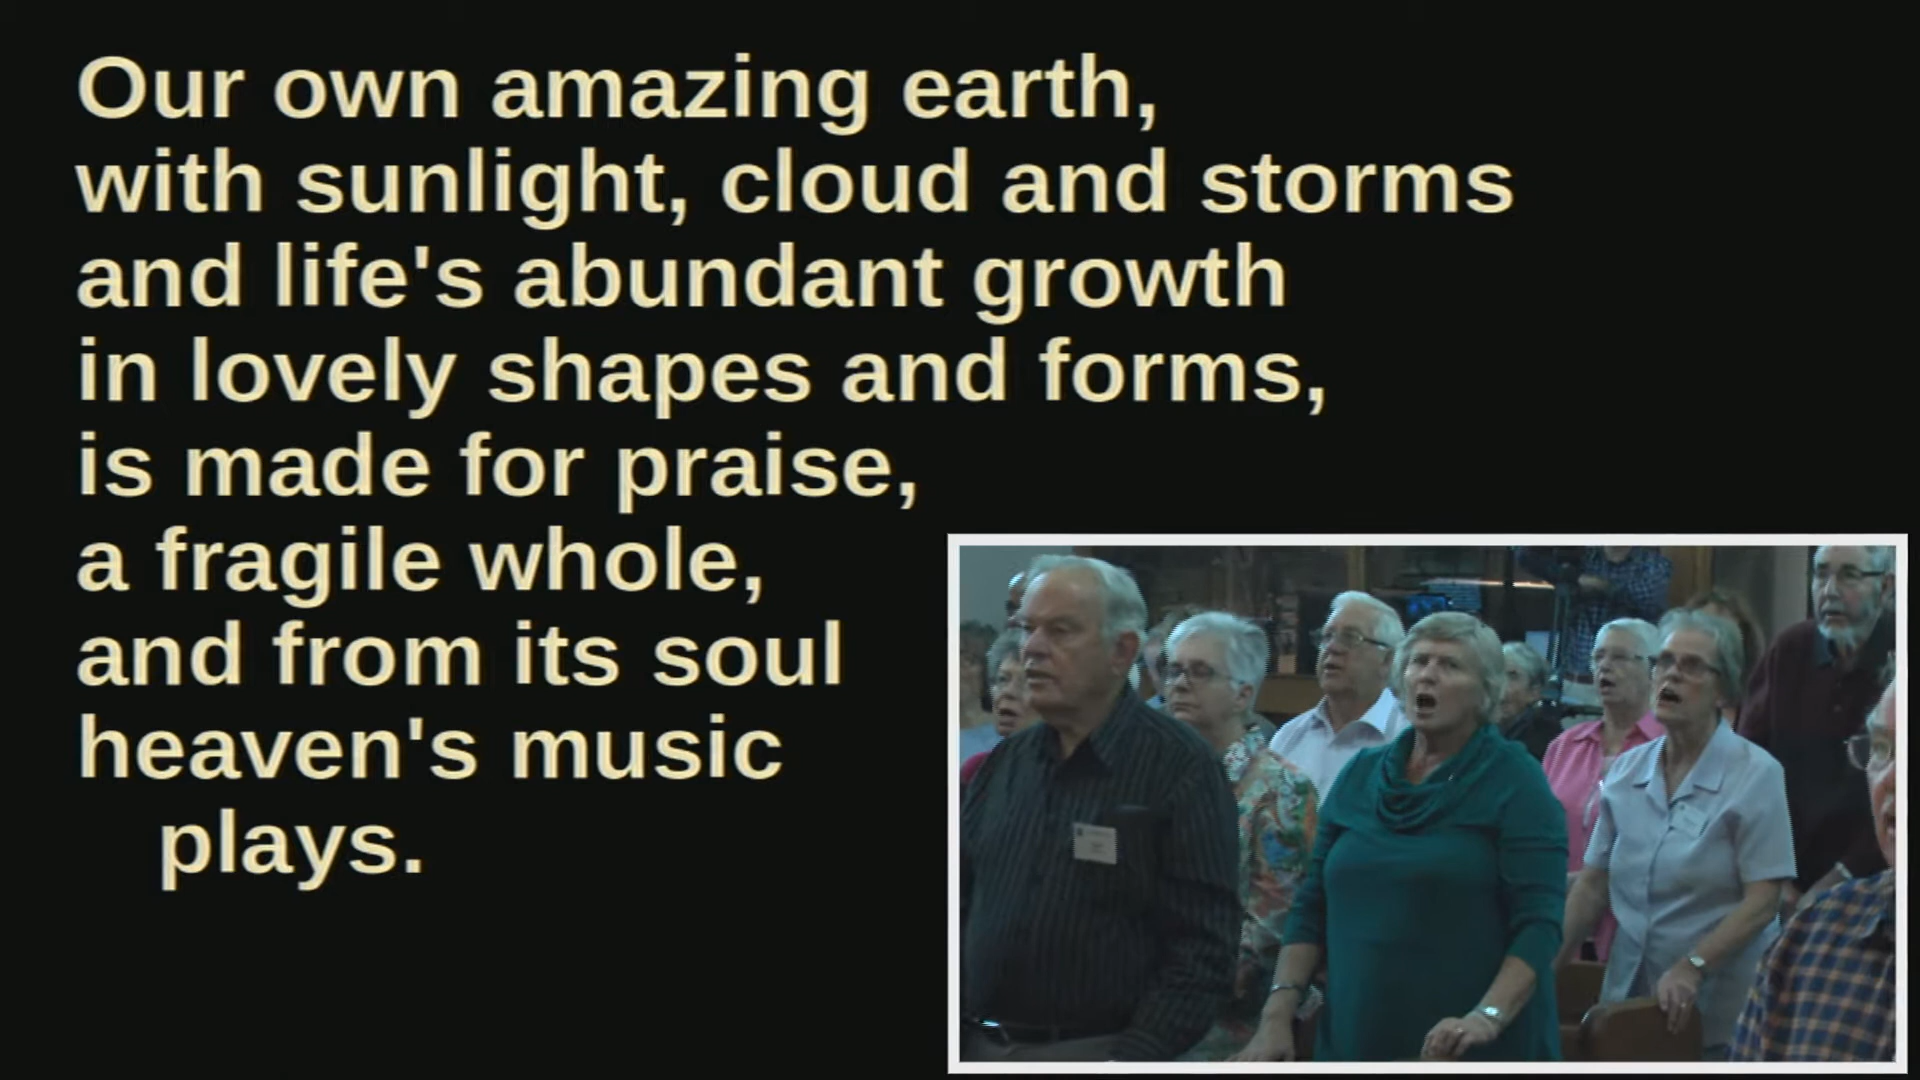 Our own amazing earth,
with sunlight, cloud and storms
and life's abundant growth
in lovely shapes and forms,
is made for praise,
a fragile whole,
and from its soul
heaven's music
plays.